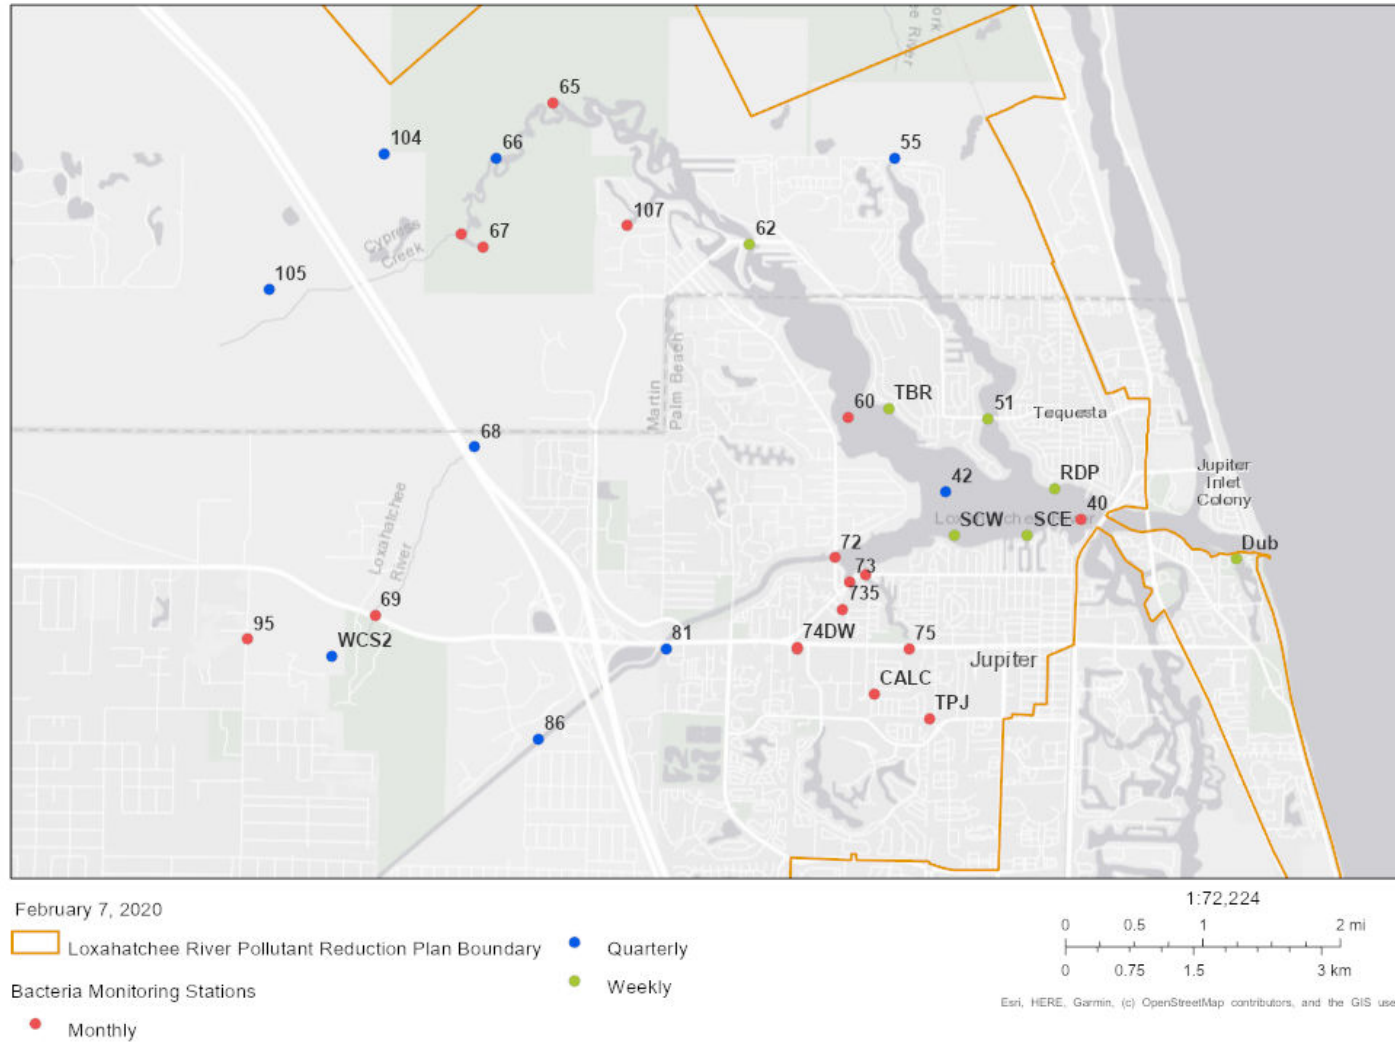 ork
ee River
65
104
66
55
107
62
67
Cypress
Creek
105
Martin
Palm Beach
60
TBR
51
Tequesta
68
42
RDP
Jupiter
Inlet
Colony
40
SCW
SCE
Dub
Loxahatchee
River
72
73
735
69
95
WCS2
81
74DW
75
Jupiter
CALC
TPJ
86
February 7, 2020
1:72,224
0 0.5 1 2 mi
0 0.75 1.5 3 km
Loxahatchee River Pollutant Reduction Plan Boundary
Quarterly
Weekly
Bacteria Monitoring Stations
Monthly
Esri, HERE, Garmin, (c) OpenStreetMap contributors, and the GIS use